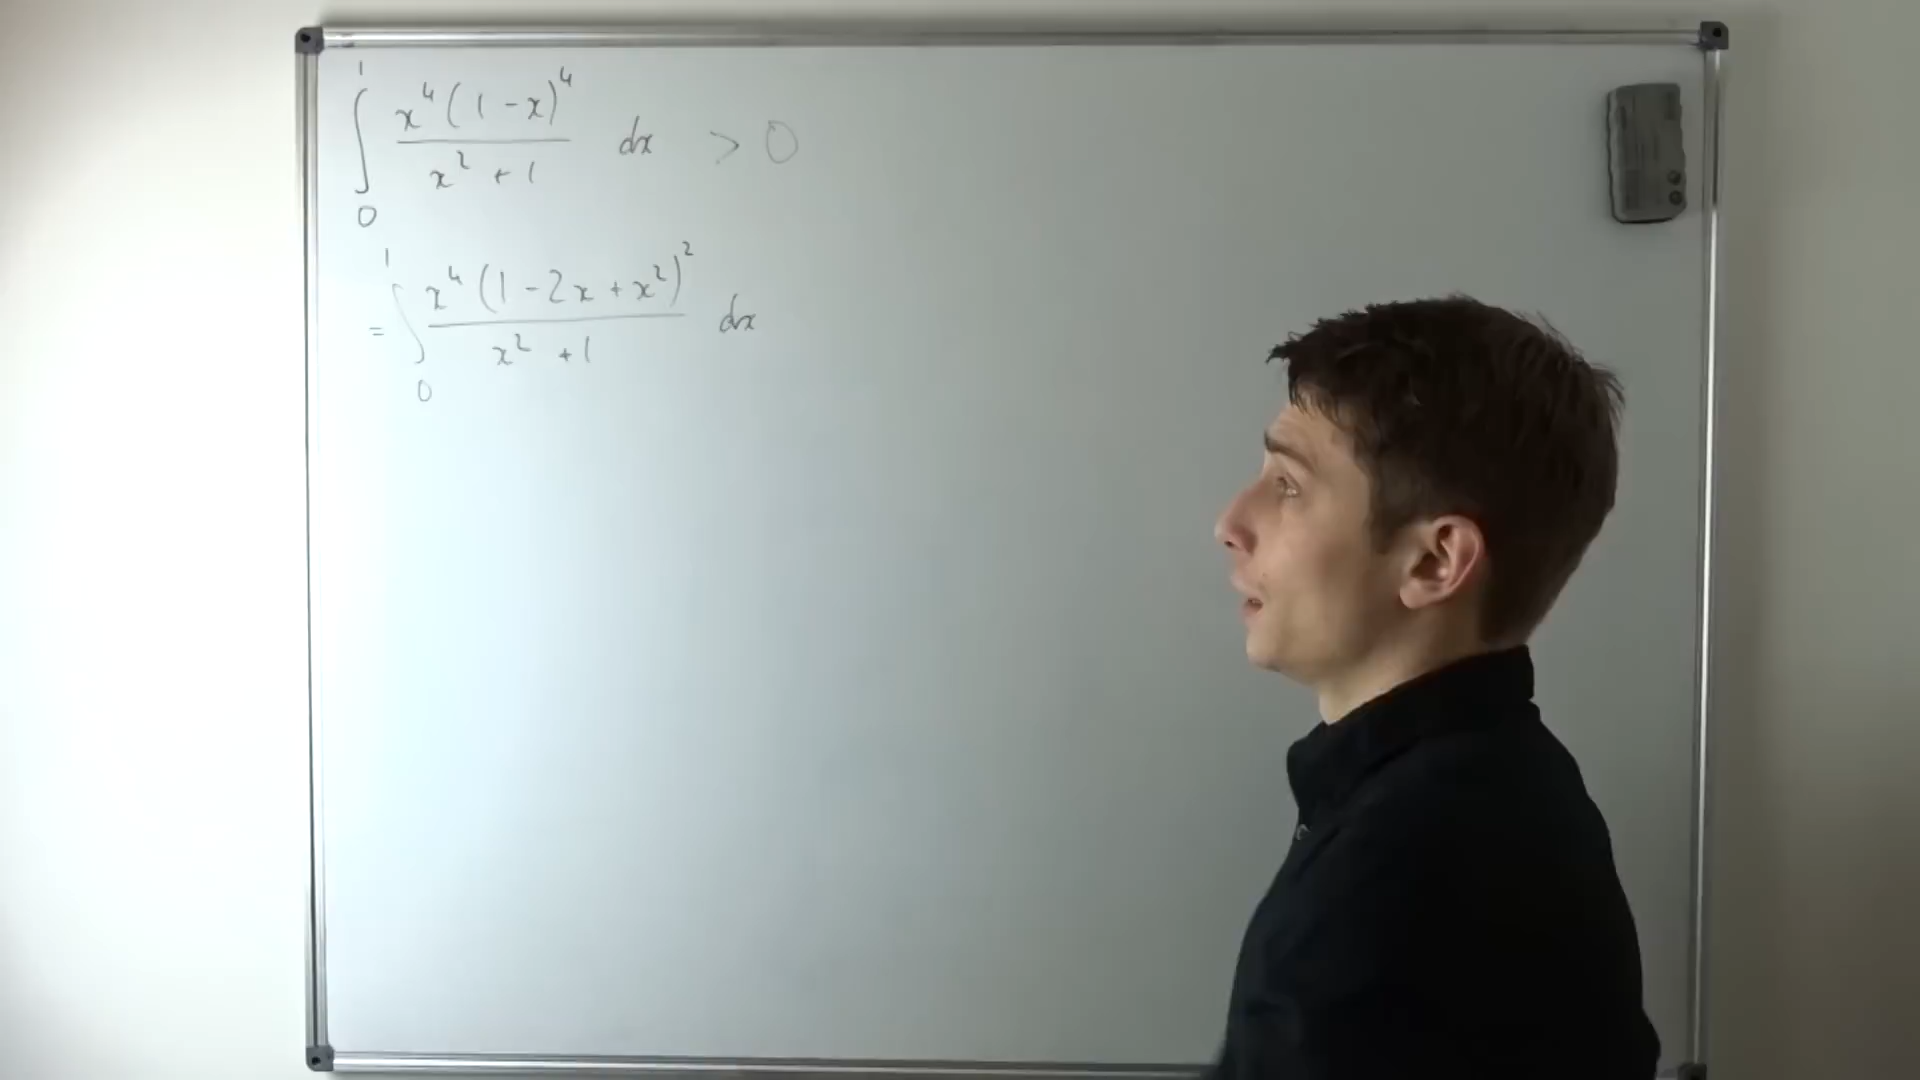 ∫₀¹ x⁴(1-x)⁴ / (x²+1) dx > 0
= ∫₀¹ x⁴(1-2x+x²)² / (x²+1) dx